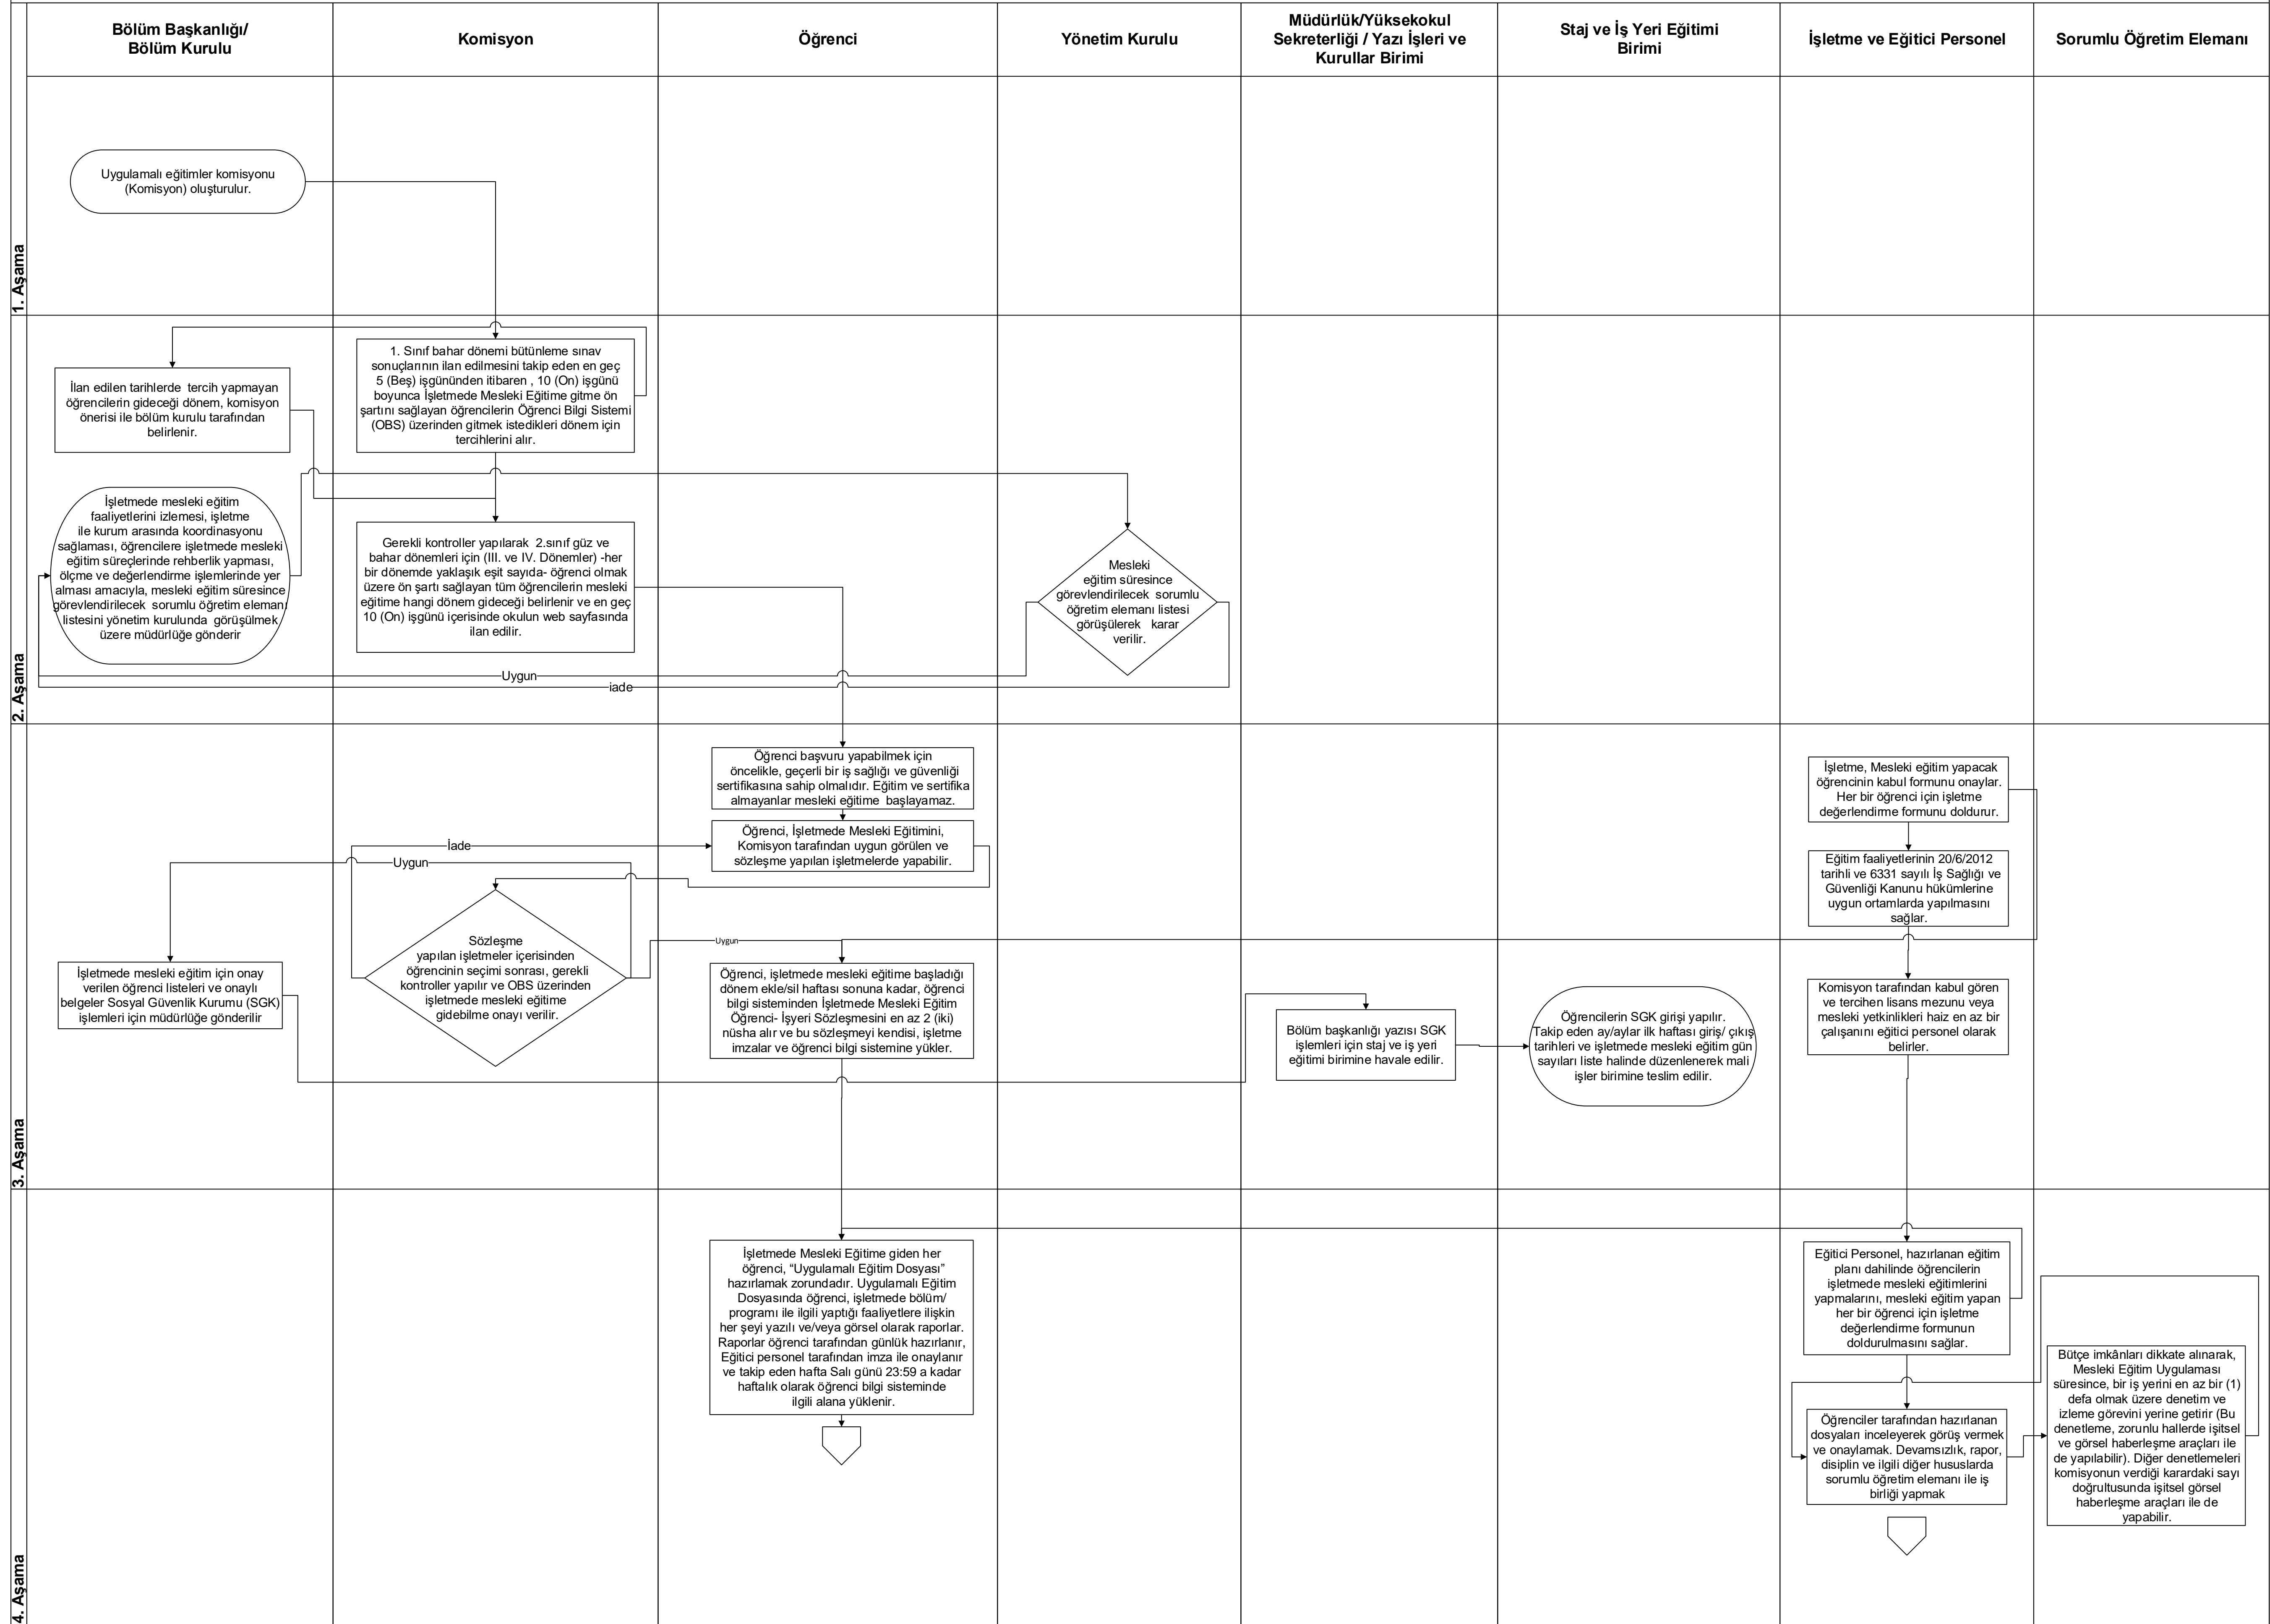 Bölüm Başkanlığı/
Bölüm Kurulu
Komisyon
Öğrenci
Yönetim Kurulu
Müdürlük/Yüksekokul
Sekreterliği / Yazı İşleri ve
Kurullar Birimi
Staj ve İş Yeri Eğitimi
Birimi
İşletme ve Eğitici Personel
Sorumlu Öğretim Elemanı
1. Aşama
Uygulamalı eğitimler komisyonu
(Komisyon) oluşturulur.
2. Aşama
İlan edilen tarihlerde tercih yapmayan
öğrencilerin gideceği dönem, komisyon
önerisi ile bölüm kurulu tarafından
belirlenir.
1. Sınıf bahar dönemi bütünleme sınav
sonuçlarının ilan edilmesini takip eden en geç
5 (Beş) işgününden itibaren , 10 (On) işgünü
boyunca İşletmede Mesleki Eğitime gitme ön
şartını sağlayan öğrencilerin Öğrenci Bilgi Sistemi
(OBS) üzerinden gitmek istedikleri dönem için
tercihlerini alır.
İşletmede mesleki eğitim
faaliyetlerini izlemesi, işletme
ile kurum arasında koordinasyonu
sağlaması, öğrencilere işletmede mesleki
eğitim süreçlerinde rehberlik yapması,
ölçme ve değerlendirme işlemlerinde yer
alması amacıyla, mesleki eğitim süresince
görevlendirilecek sorumlu öğretim elemanı
listesini yönetim kurulunda görüşülmek
üzere müdürlüğe gönderir
Gerekli kontroller yapılarak 2.sınıf güz ve
bahar dönemleri için (III. ve IV. Dönemler) -her
bir dönemde yaklaşık eşit sayıda- öğrenci olmak
üzere ön şartı sağlayan tüm öğrencilerin mesleki
eğitime hangi dönem gideceği belirlenir ve en geç
10 (On) işgünü içerisinde okulun web sayfasında
ilan edilir.
Mesleki
eğitim süresince
görevlendirilecek sorumlu
öğretim elemanı listesi
görüşülerek karar
verilir.
Uygun
iade
3. Aşama
Öğrenci başvuru yapabilmek için
öncelikle, geçerli bir iş sağlığı ve güvenliği
sertifikasına sahip olmalıdır. Eğitim ve sertifika
almayanlar mesleki eğitime başlayamaz.
Öğrenci, İşletmede Mesleki Eğitimini,
Komisyon tarafından uygun görülen ve
sözleşme yapılan işletmelerde yapabilir.
İade
Uygun
Sözleşme
yapılan işletmeler içerisinden
öğrencinin seçimi sonrası, gerekli
kontroller yapılır ve OBS üzerinden
işletmede mesleki eğitime
gidebilme onayı verilir.
Uygun
İşletmede mesleki eğitim için onay
verilen öğrenci listeleri ve onaylı
belgeler Sosyal Güvenlik Kurumu (SGK)
işlemleri için müdürlüğe gönderilir
Öğrenci, işletmede mesleki eğitime başladığı
dönem ekle/sil haftası sonuna kadar, öğrenci
bilgi sisteminden İşletmede Mesleki Eğitim
Öğrenci- İşyeri Sözleşmesini en az 2 (iki)
nüsha alır ve bu sözleşmeyi kendisi, işletme
imzalar ve öğrenci bilgi sistemine yükler.
Bölüm başkanlığı yazısı SGK
işlemleri için staj ve iş yeri
eğitimi birimine havale edilir.
Öğrencilerin SGK girişi yapılır.
Takip eden ay/aylar ilk haftası giriş/ çıkış
tarihleri ve işletmede mesleki eğitim gün
sayıları liste halinde düzenlenerek mali
işler birimine teslim edilir.
İşletme, Mesleki eğitim yapacak
öğrencinin kabul formunu onaylar.
Her bir öğrenci için işletme
değerlendirme formunu doldurur.
Eğitim faaliyetlerinin 20/6/2012
tarihli ve 6331 sayılı İş Sağlığı ve
Güvenliği Kanunu hükümlerine
uygun ortamlarda yapılmasını
sağlar.
Komisyon tarafından kabul gören
ve tercihen lisans mezunu veya
mesleki yetkinlikleri haiz en az bir
çalışanını eğitici personel olarak
belirler.
4. Aşama
İşletmede Mesleki Eğitime giden her
öğrenci, “Uygulamalı Eğitim Dosyası”
hazırlamak zorundadır. Uygulamalı Eğitim
Dosyasında öğrenci, işletmede bölüm/
programı ile ilgili yaptığı faaliyetlere ilişkin
her şeyi yazılı ve/veya görsel olarak raporlar.
Raporlar öğrenci tarafından günlük hazırlanır,
Eğitici personel tarafından imza ile onaylanır
ve takip eden hafta Salı günü 23:59 a kadar
haftalık olarak öğrenci bilgi sisteminde
ilgili alana yüklenir.
Eğitici Personel, hazırlanan eğitim
planı dahilinde öğrencilerin
işletmede mesleki eğitimlerini
yapmalarını, mesleki eğitim yapan
her bir öğrenci için işletme
değerlendirme formunun
doldurulmasını sağlar.
Öğrenciler tarafından hazırlanan
dosyaları inceleyerek görüş vermek
ve onaylamak. Devamsızlık, rapor,
disiplin ve ilgili diğer hususlarda
sorumlu öğretim elemanı ile iş
birliği yapmak
Bütçe imkânları dikkate alınarak,
Mesleki Eğitim Uygulaması
süresince, bir iş yerini en az bir (1)
defa olmak üzere denetim ve
izleme görevini yerine getirir (Bu
denetleme, zorunlu hallerde işitsel
ve görsel haberleşme araçları ile
de yapılabilir). Diğer denetlemeleri
komisyonun verdiği karardaki sayı
doğrultusunda işitsel görsel
haberleşme araçları ile de
yapabilir.